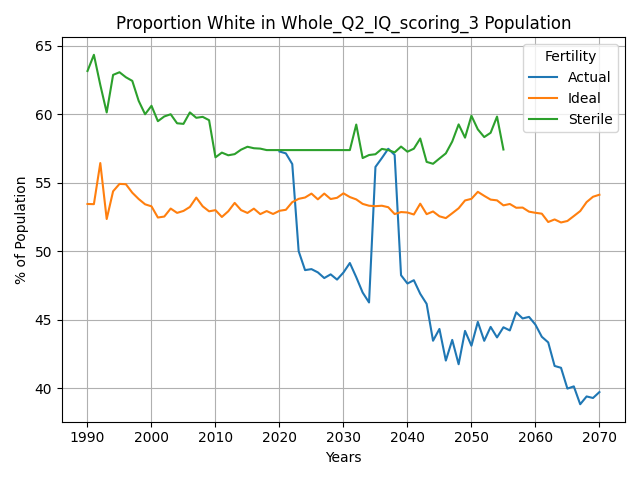 Proportion White in Whole_Q2_IQ_scoring_3 Population
Fertility
Actual
Ideal
Sterile
% of Population
65
60
55
50
45
40
1990 2000 2010 2020 2030 2040 2050 2060 2070
Years